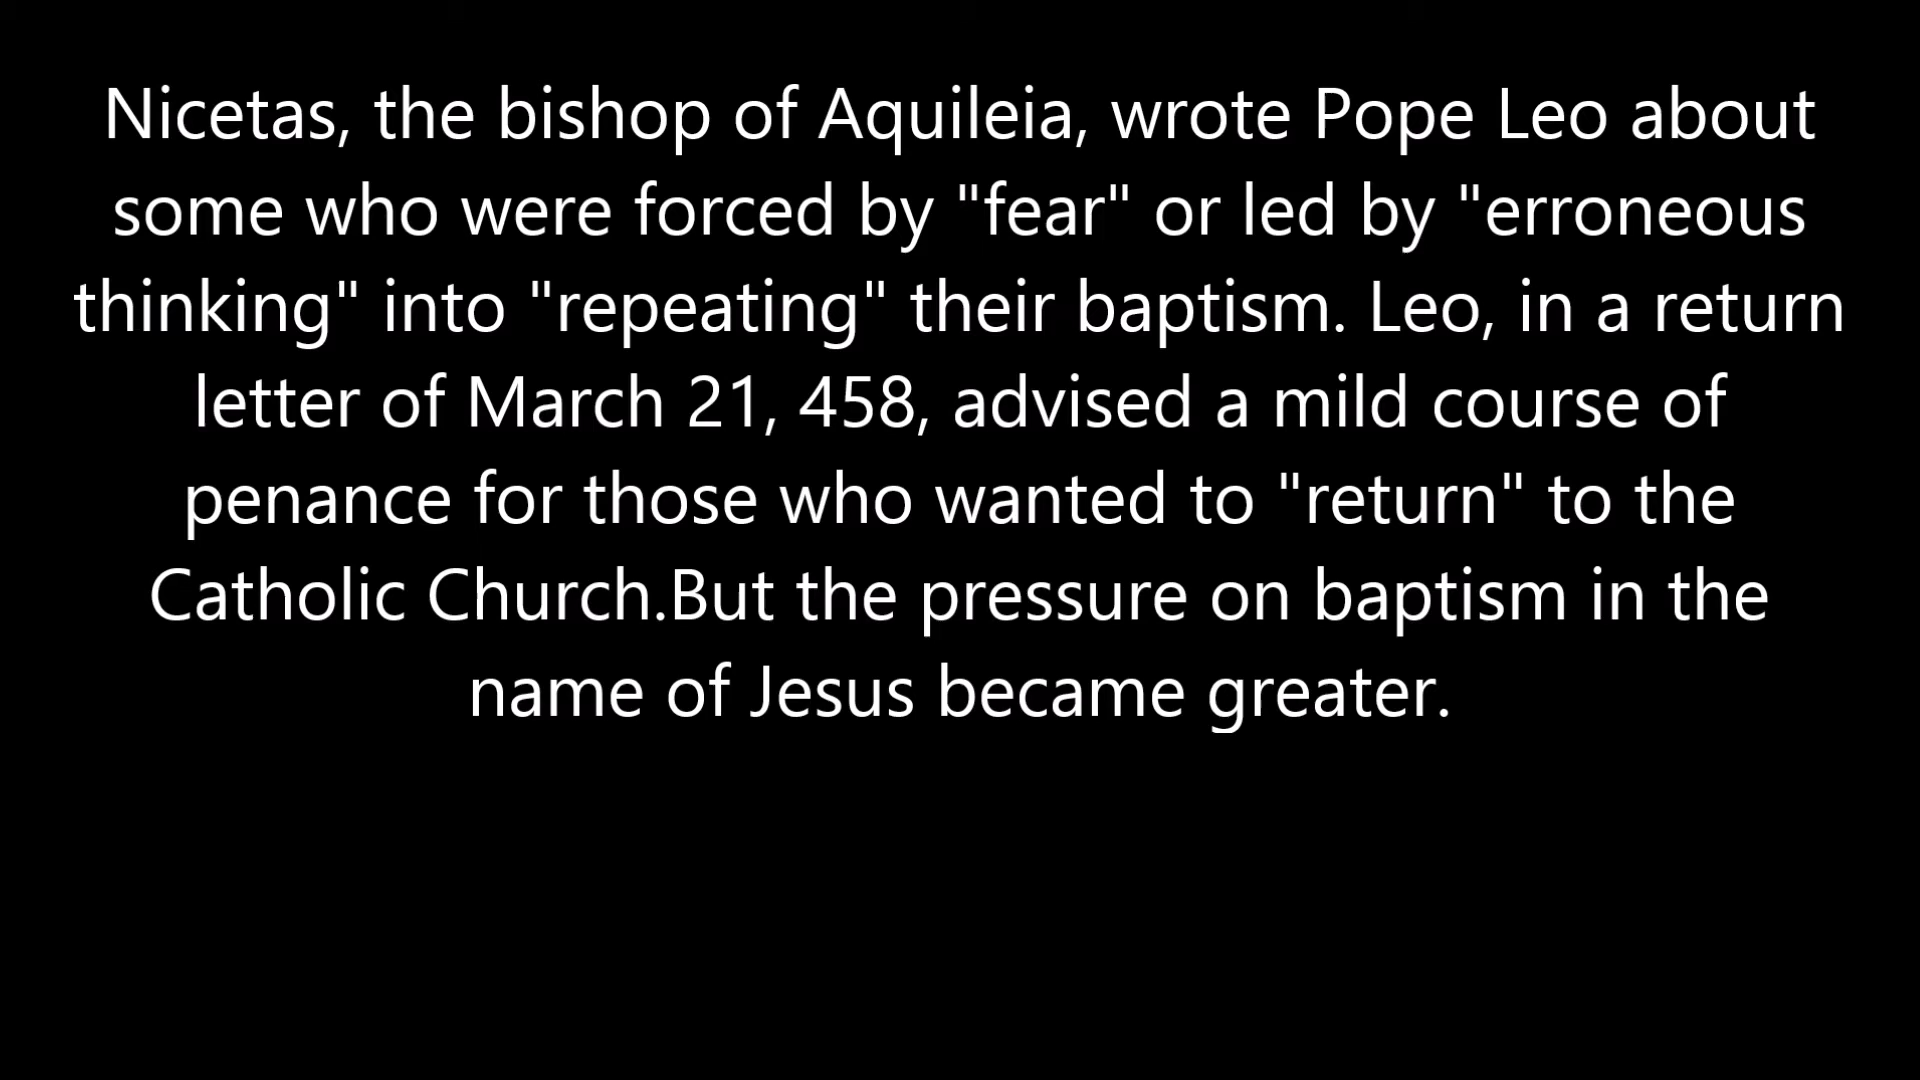 Nicetas, the bishop of Aquileia, wrote Pope Leo about
some who were forced by "fear" or led by "erroneous
thinking" into "repeating" their baptism. Leo, in a return
letter of March 21, 458, advised a mild course of
penance for those who wanted to "return" to the
Catholic Church.But the pressure on baptism in the
name of Jesus became greater.